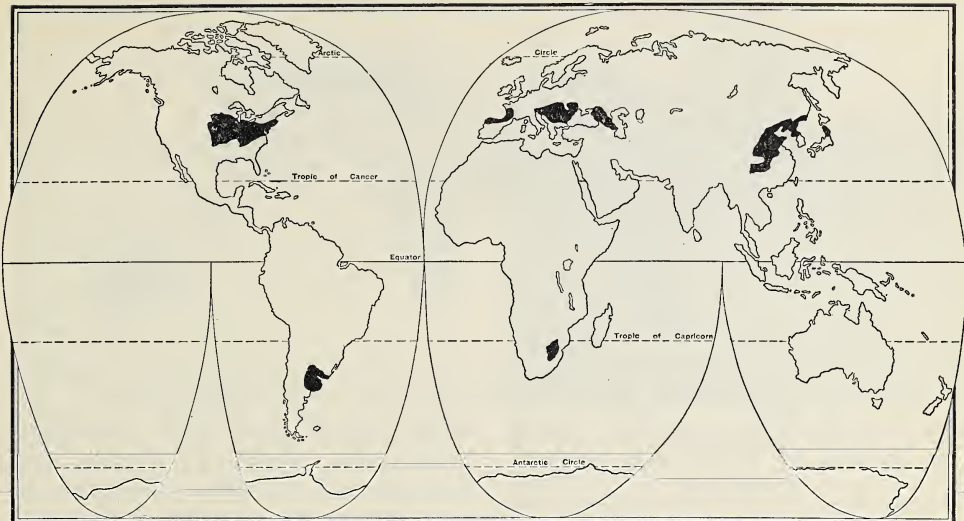 Arctic
Circle
Tropic of Cancer
Equator
Tropic of Capricorn
Antarctic Circle